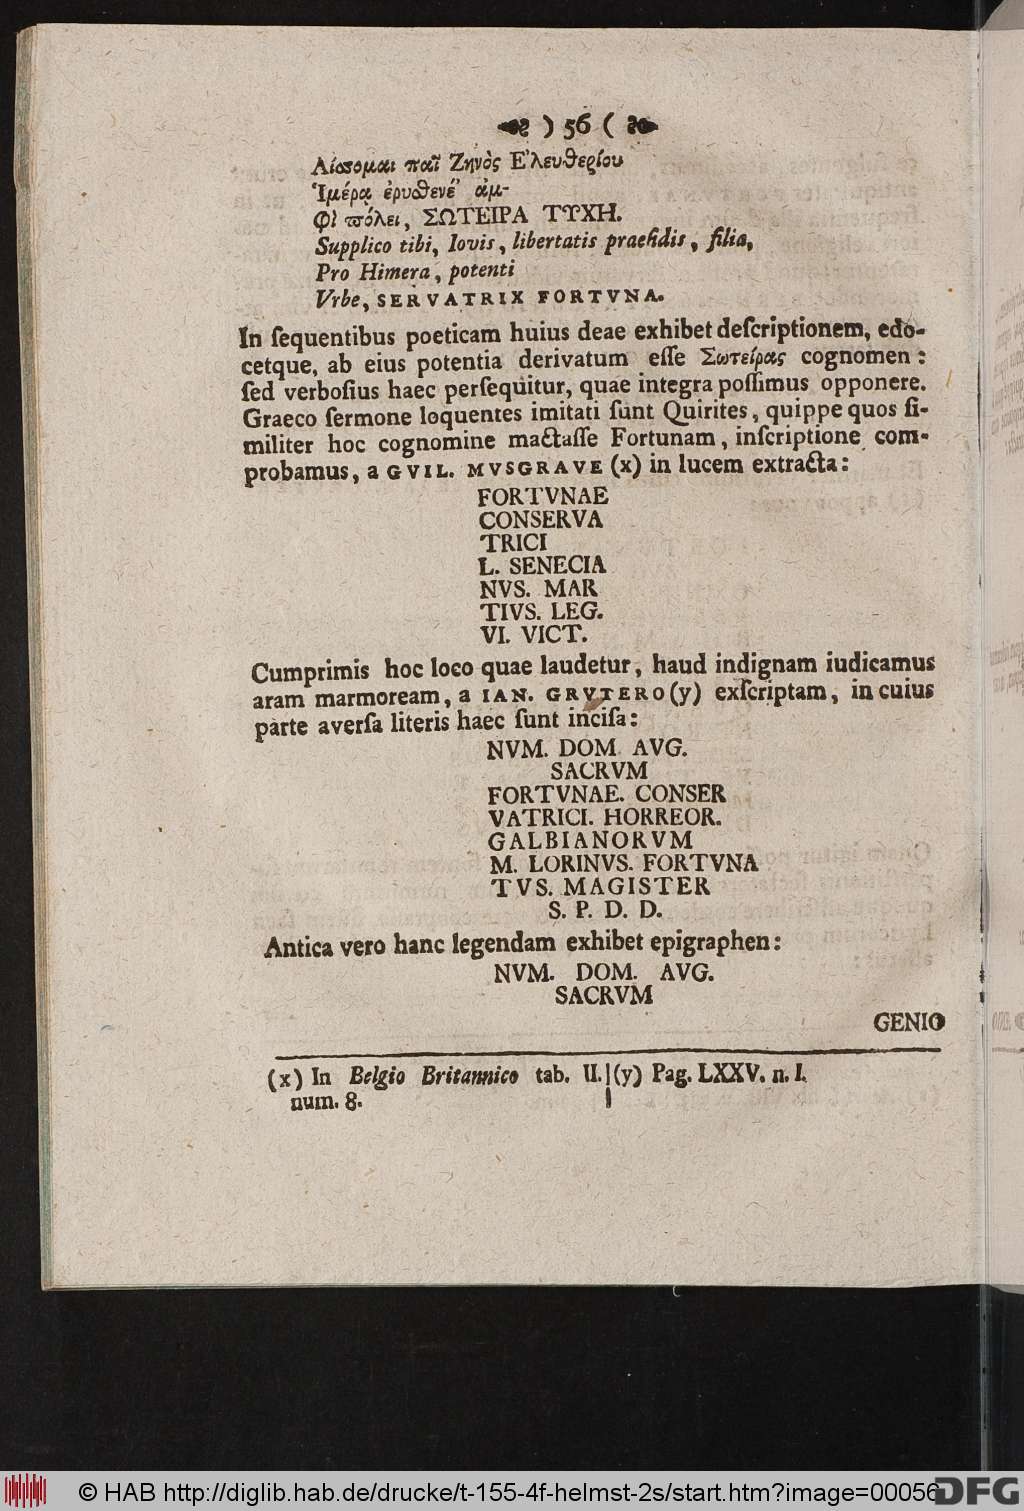 ) 56 (
Λίσσομαι παῖ Ζηνὸς Ἐλευθερίου
Ἱμέρᾳ ἐρυσθενέ᾽ ἀμ-
φὶ πόλει, ΣΩΤΕΙΡΑ ΤΥΧΗ.
Supplico tibi, Iovis, libertatis praeſidis, filia,
Pro Himera, potenti
Vrbe, SERVATRIX FORTVNA.
In ſequentibus poeticam huius deae exhibet deſcriptionem, edo-
cetque, ab eius potentia derivatum eſſe Σωτείρας cognomen:
ſed verboſius haec perſequitur, quae integra poſſimus opponere.
Graeco ſermone loquentes imitati ſunt Quirites, quippe quos ſi-
militer hoc cognomine mactaſſe Fortunam, inſcriptione com-
probamus, a GVIL. MVSGRAVE (x) in lucem extracta:
FORTVNAE
CONSERVA
TRICI
L. SENECIA
NVS. MAR
TIVS. LEG.
VI. VICT.
Cumprimis hoc loco quae laudetur, haud indignam iudicamus
aram marmoream, a IAN. GRVTERO (y) exſcriptam, in cuius
parte averſa literis haec ſunt inciſa:
NVM. DOM. AVG.
SACRVM
FORTVNAE. CONSER
VATRICI. HORREOR.
GALBIANORVM
M. LORINVS. FORTVNA
TVS. MAGISTER
S. P. D. D.
Antica vero hanc legendam exhibet epigraphen:
NVM. DOM. AVG.
SACRVM
GENIO
(x) In Belgio Britannico tab. II.
num. 8.
(y) Pag. LXXV. n. I.
© HAB http://diglib.hab.de/drucke/t-155-4f-helmst-2s/start.htm?image=00056
DFG